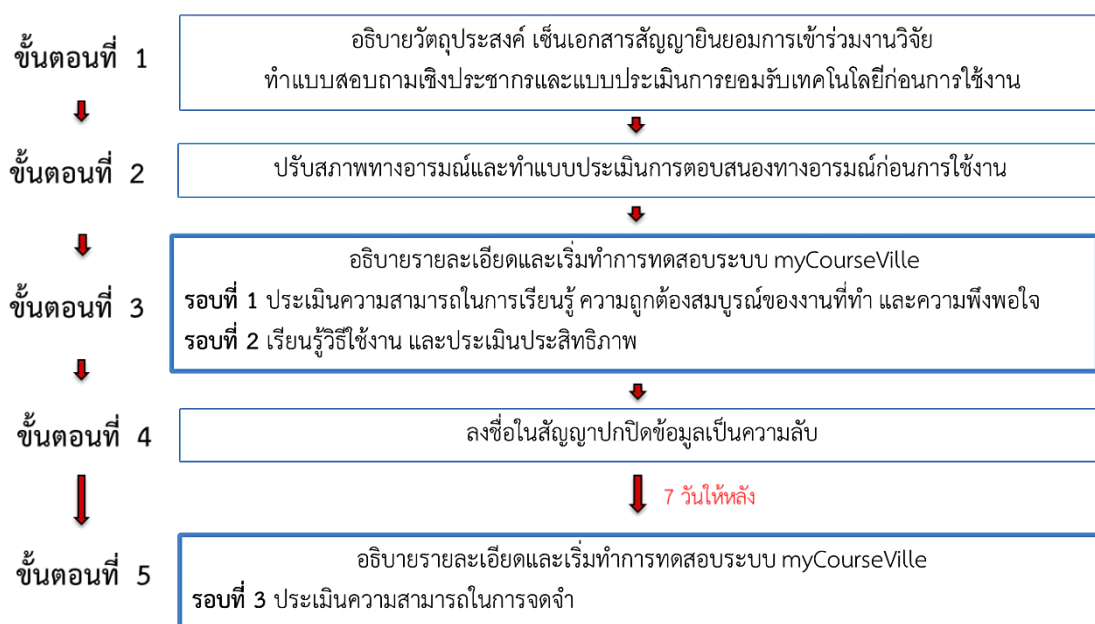 ขั้นตอนที่ 1
อธิบายวัตถุประสงค์ เซ็นเอกสารสัญญายินยอมการเข้าร่วมงานวิจัย
ทำแบบสอบถามเชิงประชากรและแบบประเมินการยอมรับเทคโนโลยีก่อนการใช้งาน
ขั้นตอนที่ 2
ปรับสภาพทางอารมณ์และทำแบบประเมินการตอบสนองทางอารมณ์ก่อนการใช้งาน
ขั้นตอนที่ 3
อธิบายรายละเอียดและเริ่มทำการทดสอบระบบ myCourseVille
รอบที่ 1 ประเมินความสามารถในการเรียนรู้ ความถูกต้องสมบูรณ์ของงานที่ทำ และความพึงพอใจ
รอบที่ 2 เรียนรู้วิธีใช้งาน และประเมินประสิทธิภาพ
ขั้นตอนที่ 4
ลงชื่อในสัญญาปกปิดข้อมูลเป็นความลับ
7 วันให้หลัง
ขั้นตอนที่ 5
อธิบายรายละเอียดและเริ่มทำการทดสอบระบบ myCourseVille
รอบที่ 3 ประเมินความสามารถในการจดจำ